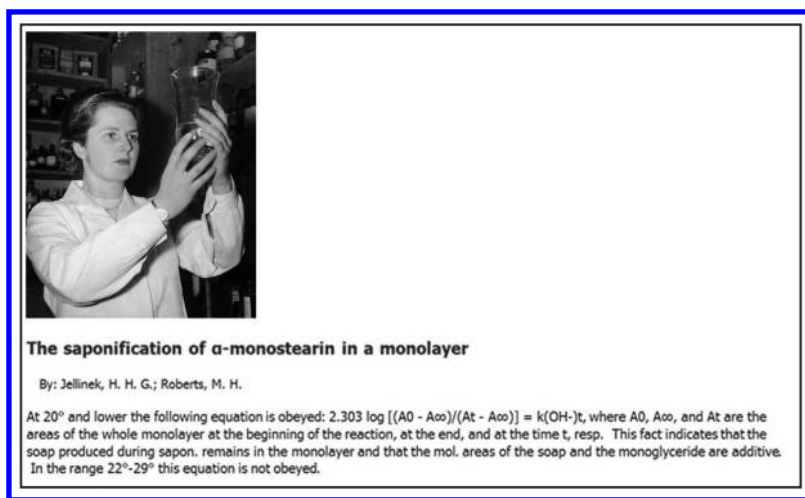 The saponification of α-monostearin in a monolayer
By: Jellinek, H. H. G.; Roberts, M. H.
At 20° and lower the following equation is obeyed: 2.303 log [(A0 - A∞)/(At - A∞)] = k(OH-)t, where A0, A∞, and At are the
areas of the whole monolayer at the beginning of the reaction, at the end, and at the time t, resp. This fact indicates that the
soap produced during sapon. remains in the monolayer and that the mol. areas of the soap and the monoglyceride are additive.
In the range 22°-29° this equation is not obeyed.